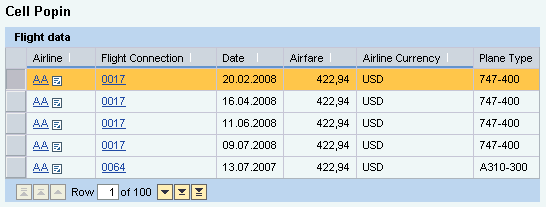 Cell Popin
Flight data
Airline Flight Connection Date Airfare Airline Currency Plane Type
AA 0017 20.02.2008 422,94 USD 747-400
AA 0017 16.04.2008 422,94 USD 747-400
AA 0017 11.06.2008 422,94 USD 747-400
AA 0017 09.07.2008 422,94 USD 747-400
AA 0064 13.07.2007 422,94 USD A310-300
Row 1 of 100